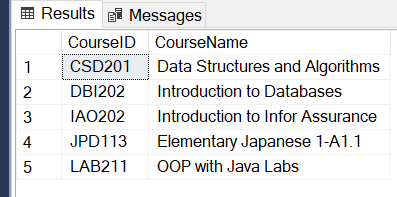 Results Messages
CourseID CourseName
1 CSD201 Data Structures and Algorithms
2 DBI202 Introduction to Databases
3 IAO202 Introduction to Infor Assurance
4 JPD113 Elementary Japanese 1-A1.1
5 LAB211 OOP with Java Labs